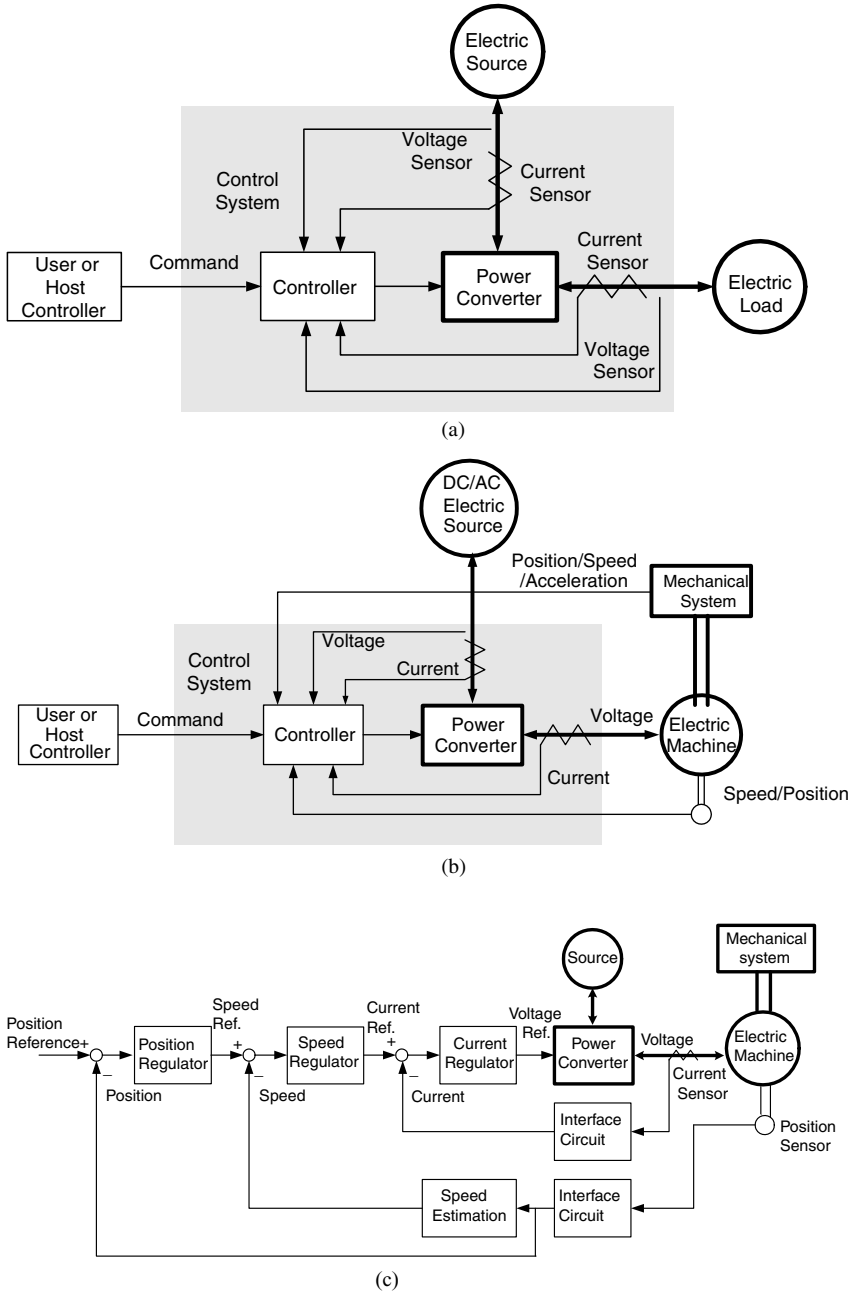 Electric
Source
Voltage
Sensor
Current
Sensor
Control
System
Current
Sensor
User or
Host
Controller
Command
Controller
Power
Converter
Electric
Load
Voltage
Sensor
(a)
DC/AC
Electric
Source
Position/Speed
/Acceleration
Mechanical
System
Voltage
Control
System
Current
User or
Host
Controller
Command
Controller
Power
Converter
Voltage
Electric
Machine
Current
Speed/Position
(b)
Mechanical
system
Source
Position
Reference+
Position
Regulator
Speed
Ref.
+
Speed
Regulator
Current
Ref.
+
Current
Regulator
Voltage
Ref.
Power
Converter
Voltage
Electric
Machine
Current
Sensor
–
Position
–
Speed
–
Current
Interface
Circuit
Position
Sensor
Speed
Estimation
Interface
Circuit
(c)